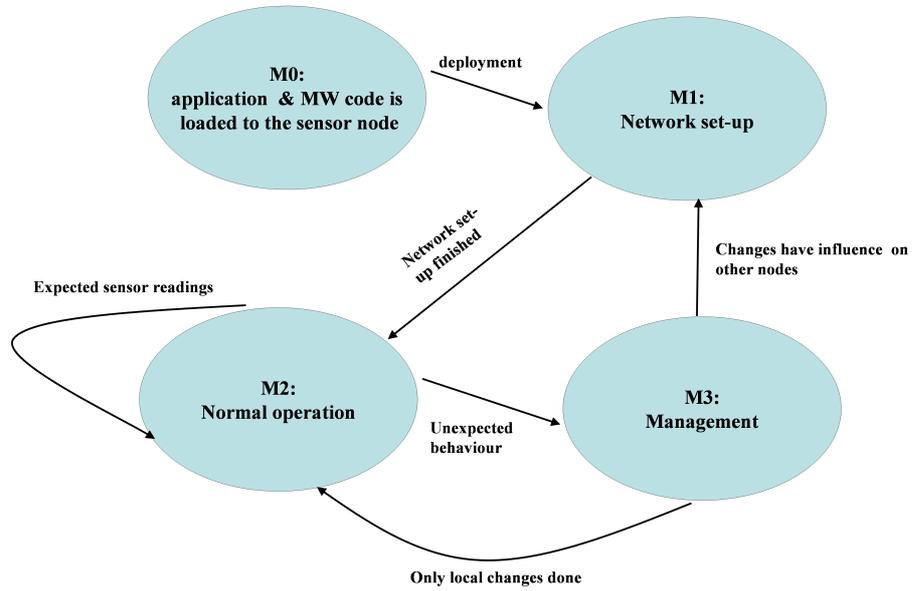 M0:
application & MW code is
loaded to the sensor node
deployment
M1:
Network set-up
Network set-
up finished
Changes have influence on
other nodes
Expected sensor readings
M2:
Normal operation
Unexpected
behaviour
M3:
Management
Only local changes done